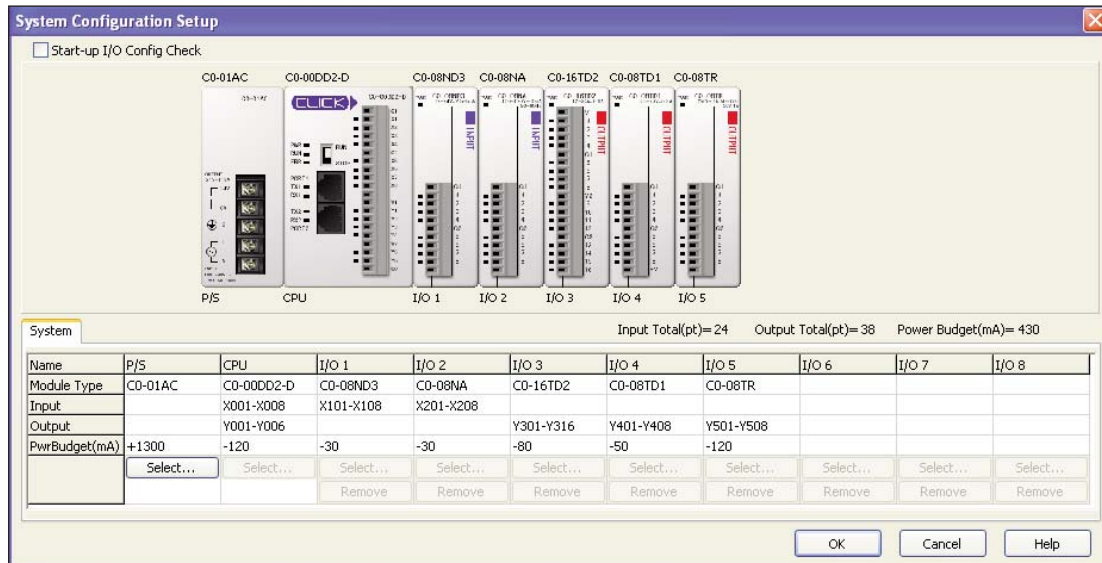 System Configuration Setup
Start-up I/O Config Check
C0-01AC C0-00DD2-D C0-08ND3 C0-08NA C0-16TD2 C0-08TD1 C0-08TR
CLICK
INPUT INPUT OUTPUT OUTPUT OUTPUT
P/S CPU I/O 1 I/O 2 I/O 3 I/O 4 I/O 5
System
Input Total(pt)= 24 Output Total(pt)= 38 Power Budget(mA)= 430
Name P/S CPU I/O 1 I/O 2 I/O 3 I/O 4 I/O 5 I/O 6 I/O 7 I/O 8
Module Type C0-01AC C0-00DD2-D C0-08ND3 C0-08NA C0-16TD2 C0-08TD1 C0-08TR
Input X001-X008 X101-X108 X201-X208
Output Y001-Y006 Y301-Y316 Y401-Y408 Y501-Y508
PwrBudget(mA) +1300 -120 -30 -30 -80 -50 -120
Select... Select... Select... Select... Select... Select... Select... Select... Select... Select...
Remove Remove Remove Remove Remove Remove Remove Remove
OK Cancel Help